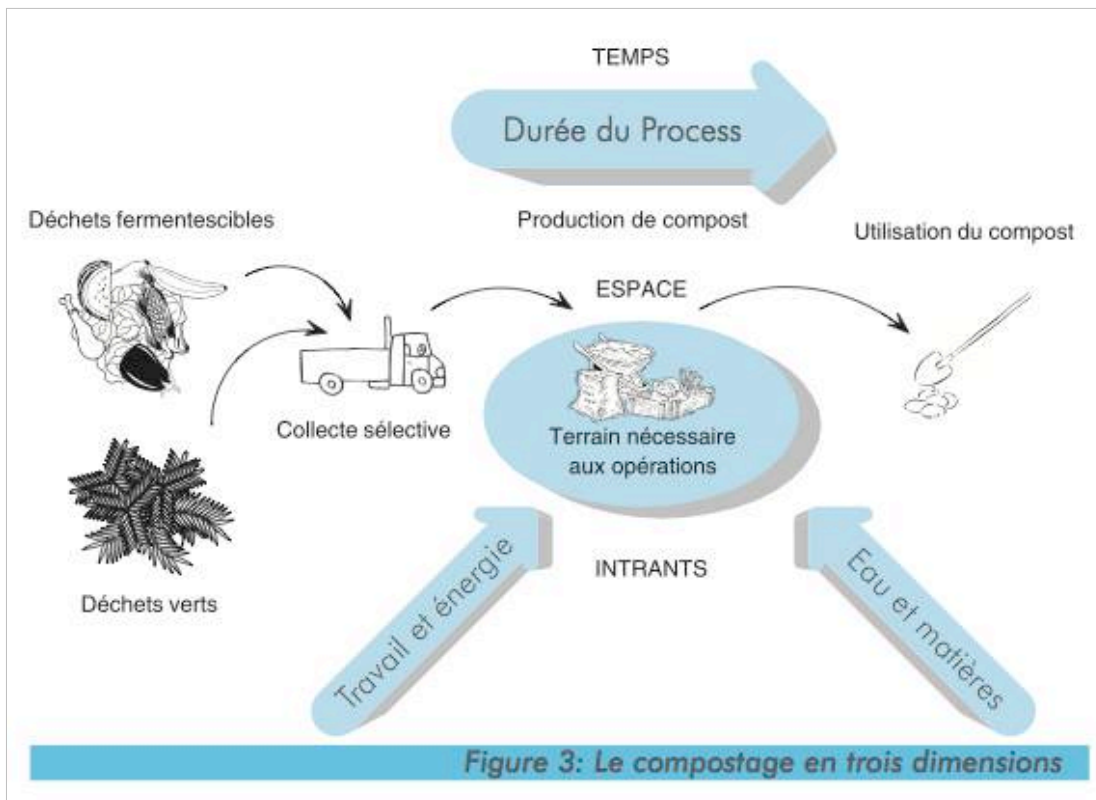 TEMPS
Durée du Process
Déchets fermentescibles
Production de compost
Utilisation du compost
ESPACE
Collecte sélective
Terrain nécessaire
aux opérations
Travail et énergie
INTRANTS
Eau et matières
Déchets verts
Figure 3: Le compostage en trois dimensions